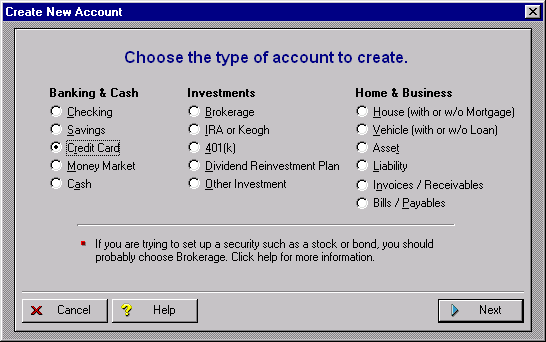 Create New Account
Choose the type of account to create.
Banking & Cash
Checking
Savings
Credit Card
Money Market
Cash
Investments
Brokerage
IRA or Keogh
401(k)
Dividend Reinvestment Plan
Other Investment
Home & Business
House (with or w/o Mortgage)
Vehicle (with or w/o Loan)
Asset
Liability
Invoices / Receivables
Bills / Payables
If you are trying to set up a security such as a stock or bond, you should
probably choose Brokerage. Click help for more information.
Cancel
Help
Next